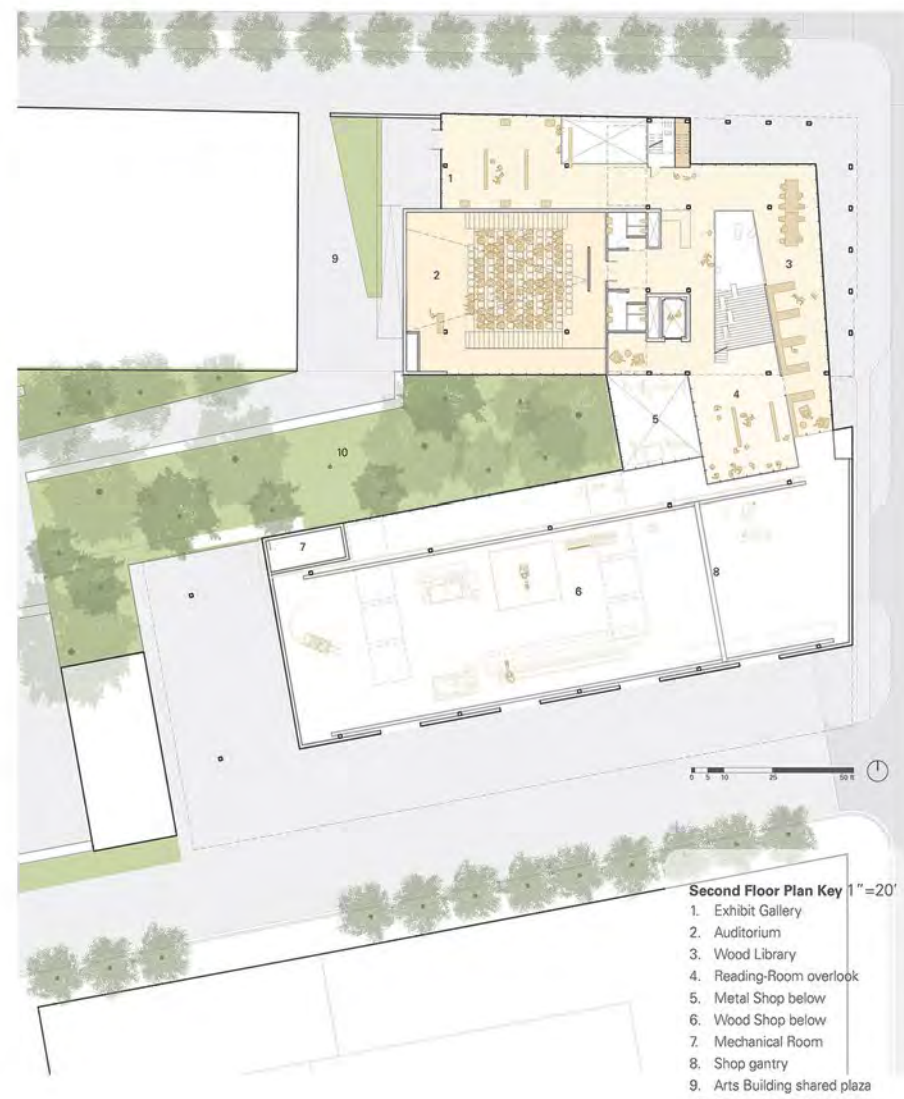 1
2
3
9
4
5
10
7
6
8
0 5 10 25 50 ft
Second Floor Plan Key 1"=20'
1. Exhibit Gallery
2. Auditorium
3. Wood Library
4. Reading-Room overlook
5. Metal Shop below
6. Wood Shop below
7. Mechanical Room
8. Shop gantry
9. Arts Building shared plaza